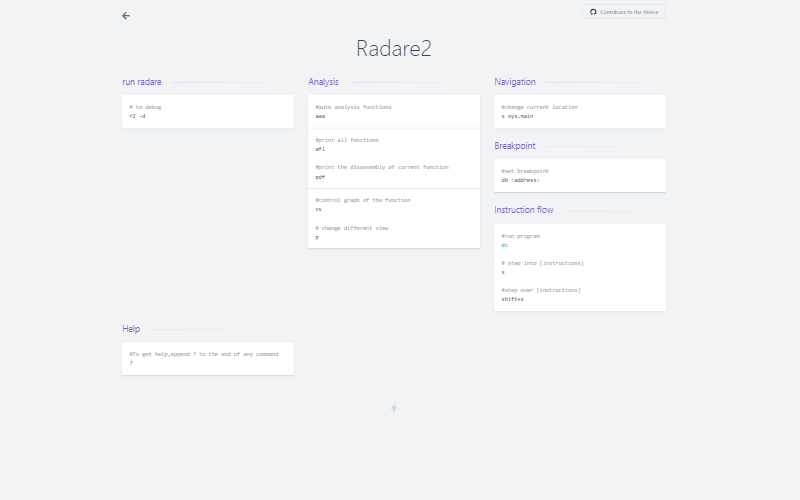 Contribute to the theme
Radare2
run radare
# to debug
r2 -d
Analysis
#auto analysis functions
aaa
#print all functions
afl
#print the disassembly of current function
pdf
#control graph of the function
vv
# change different view
p
Navigation
#change current location
s sys.main
Breakpoint
#set breakpoint
db <address>
Instruction flow
#run program
dc
# step into [instructions]
s
#step over [instructions]
shift+s
Help
#To get help,append ? to the end of any command
?